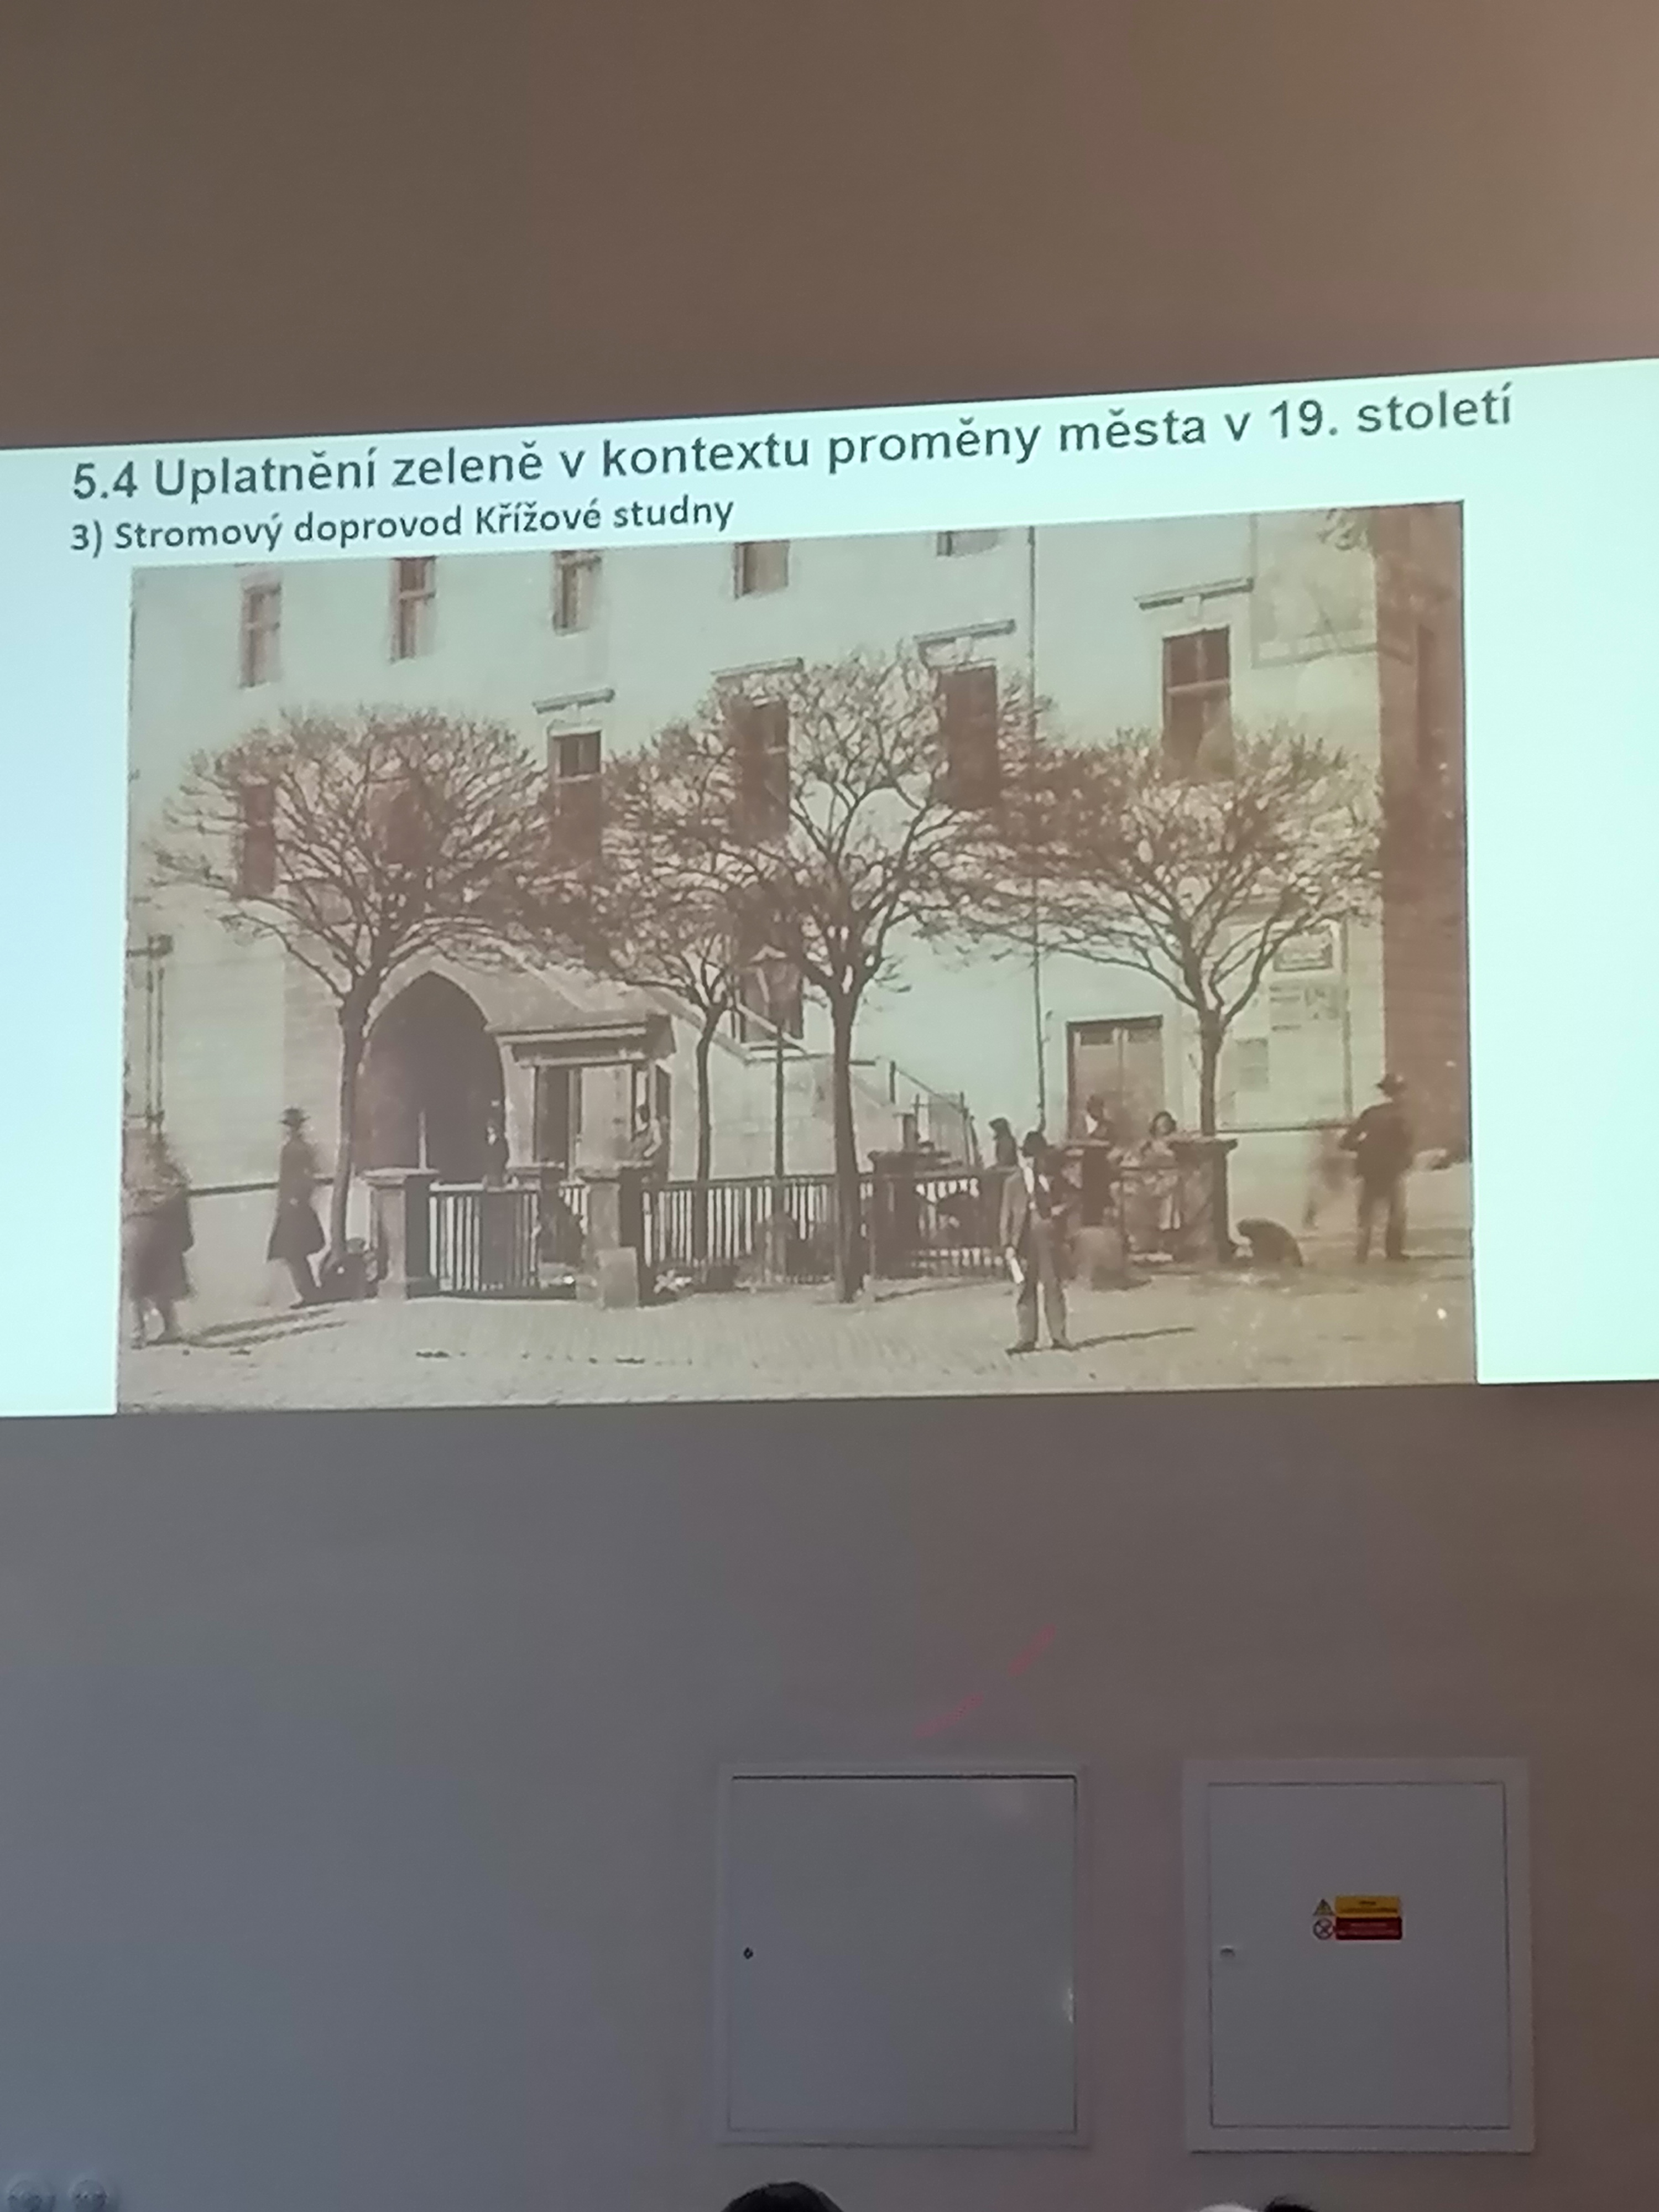 5.4 Uplatnění zeleně v kontextu proměny města v 19. století
3) Stromový doprovod Křížové studny